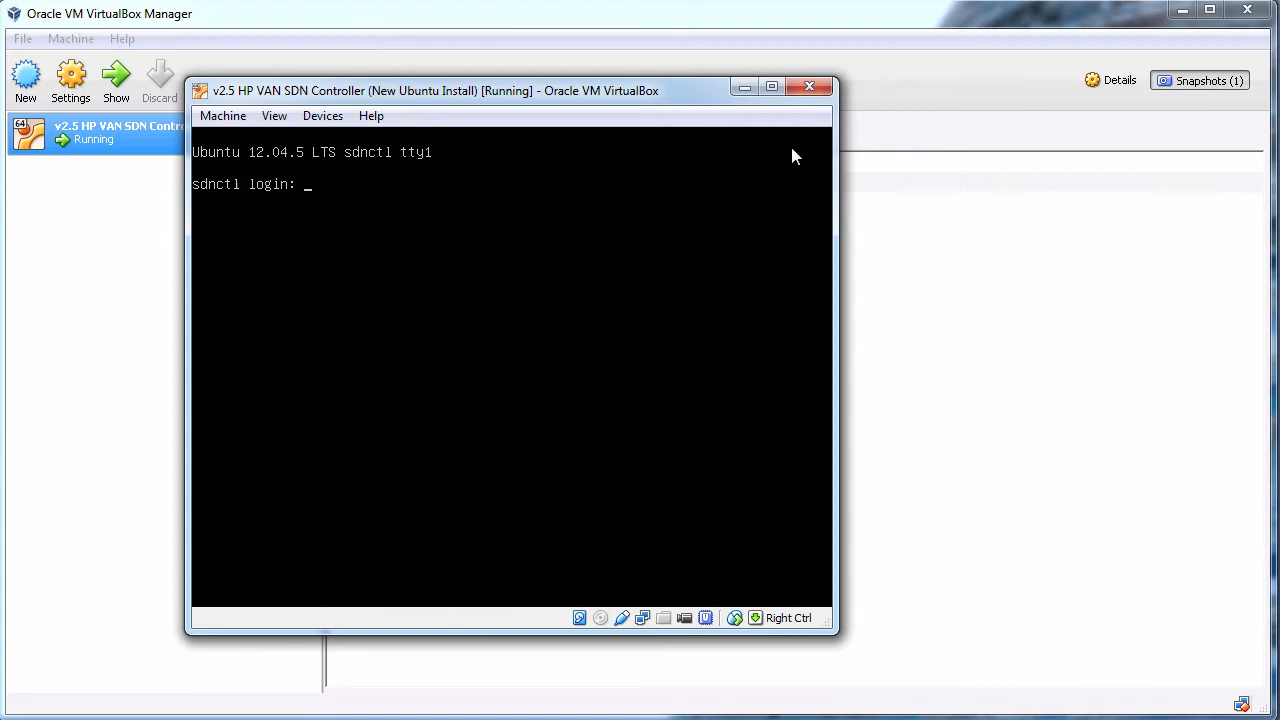 Oracle VM VirtualBox Manager
File Machine Help
New Settings Show Discard
Details Snapshots (1)
64
v2.5 HP VAN SDN Contr
Running
v2.5 HP VAN SDN Controller (New Ubuntu Install) [Running] - Oracle VM VirtualBox
Machine View Devices Help
Ubuntu 12.04.5 LTS sdnctl tty1
sdnctl login: _
Right Ctrl